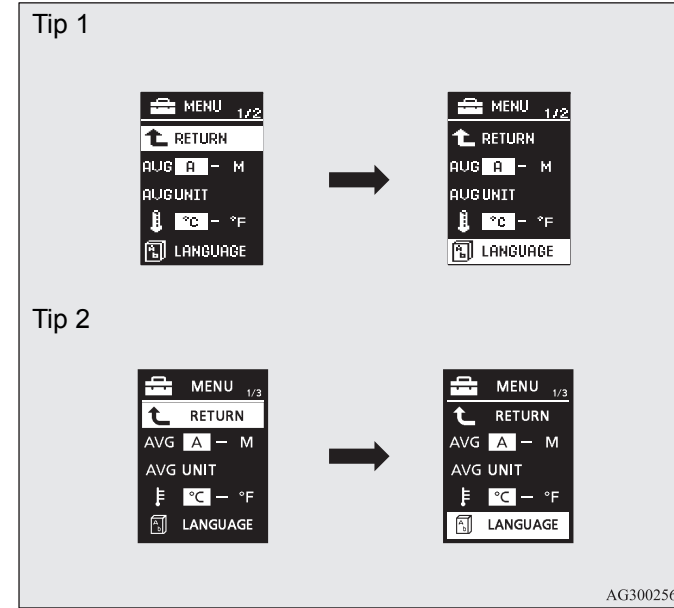 Tip 1
MENU 1/2
RETURN
AVG A - M
AVG UNIT
°C - °F
LANGUAGE
MENU 1/2
RETURN
AVG A - M
AVG UNIT
°C - °F
LANGUAGE
Tip 2
MENU 1/3
RETURN
AVG A - M
AVG UNIT
°C - °F
LANGUAGE
MENU 1/3
RETURN
AVG A - M
AVG UNIT
°C - °F
LANGUAGE
AG300256